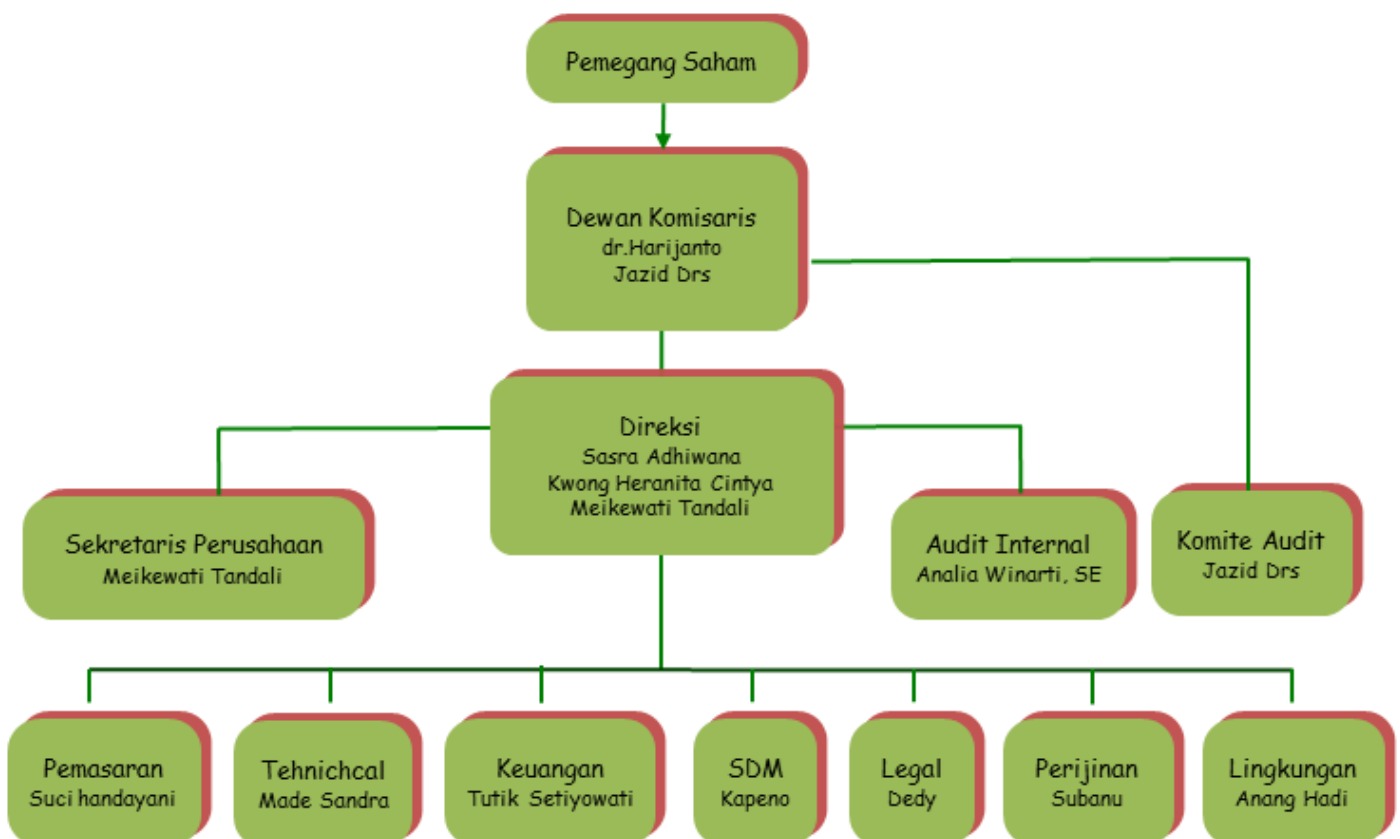 Pemegang Saham
Dewan Komisaris
dr.Harijanto
Jazid Drs
Direksi
Sasra Adhiwana
Kwong Heranita Cintya
Meikewati Tandali
Sekretaris Perusahaan
Meikewati Tandali
Audit Internal
Analia Winarti, SE
Komite Audit
Jazid Drs
Pemasaran
Suci handayani
Tehnichcal
Made Sandra
Keuangan
Tutik Setiyowati
SDM
Kapeno
Legal
Dedy
Perijinan
Subanu
Lingkungan
Anang Hadi